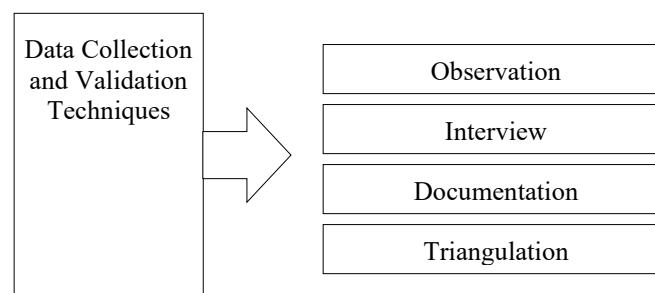 Data Collection
and Validation
Techniques
Observation
Interview
Documentation
Triangulation